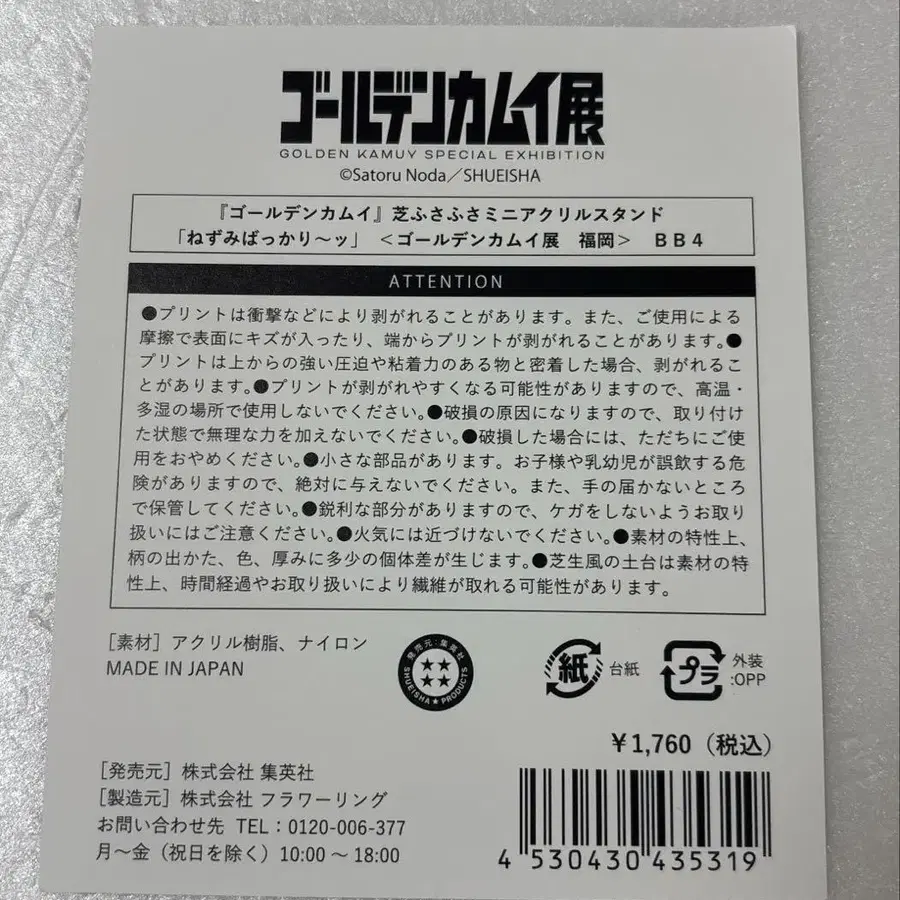 ゴールデンカムイ展
GOLDEN KAMUY SPECIAL EXHIBITION
©Satoru Noda／SHUEISHA
『ゴールデンカムイ』芝ふさふさミニアクリルスタンド
「ねずみばっかり～ッ」＜ゴールデンカムイ展　福岡＞　ＢＢ４
ATTENTION
●プリントは衝撃などにより剥がれることがあります。また、ご使用による
摩擦で表面にキズが入ったり、端からプリントが剥がれることがあります。●
プリントは上からの強い圧迫や粘着力のある物と密着した場合、剥がれるこ
とがあります。●プリントが剥がれやすくなる可能性がありますので、高温・
多湿の場所で使用しないでください。●破損の原因になりますので、取り付け
た状態で無理な力を加えないでください。●破損した場合には、ただちにご使
用をおやめください。●小さな部品があります。お子様や乳幼児が誤飲する危
険がありますので、絶対に与えないでください。また、手の届かないところ
で保管してください。●鋭利な部分がありますので、ケガをしないようお取り
扱いにはご注意ください。●火気には近づけないでください。●素材の特性上、
柄の出かた、色、厚みに多少の個体差が生じます。●芝生風の土台は素材の特
性上、時間経過やお取り扱いにより繊維が取れる可能性があります。
［素材］アクリル樹脂、ナイロン
MADE IN JAPAN
発売元：集英社
SHUEISHA★PRODUCTS
紙
台紙
プラ
外装
:OPP
￥1,760（税込）
［発売元］株式会社 集英社
［製造元］株式会社 フラワーリング
お問い合わせ先 TEL：0120-006-377
月～金（祝日を除く）10:00～18:00
4 530430 435319